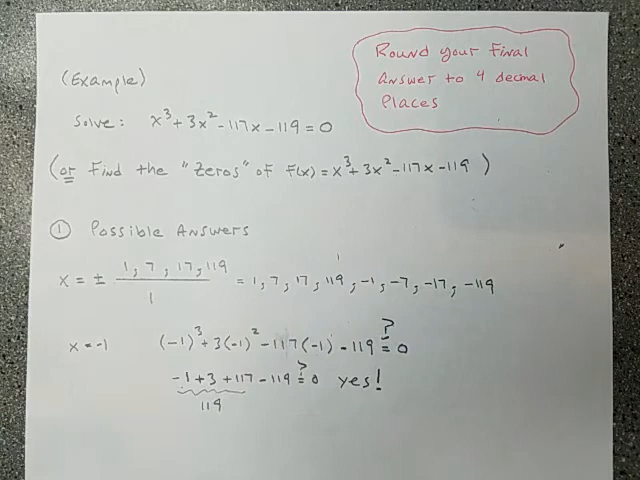 Round your Final
Answer to 4 decmal
Places
(Example)
Solve: x³+3x²-117x-119=0
(or Find the "Zeros" of f(x)=x³+3x²-117x-119)
① Possible Answers
x = ± 1, 7, 17, 119 / 1 = 1, 7, 17, 119, -1, -7, -17, -119
x=-1 (-1)³+3(-1)²-117(-1)-119 ≟ 0
-1+3+117-119 ≟ 0 yes!
119